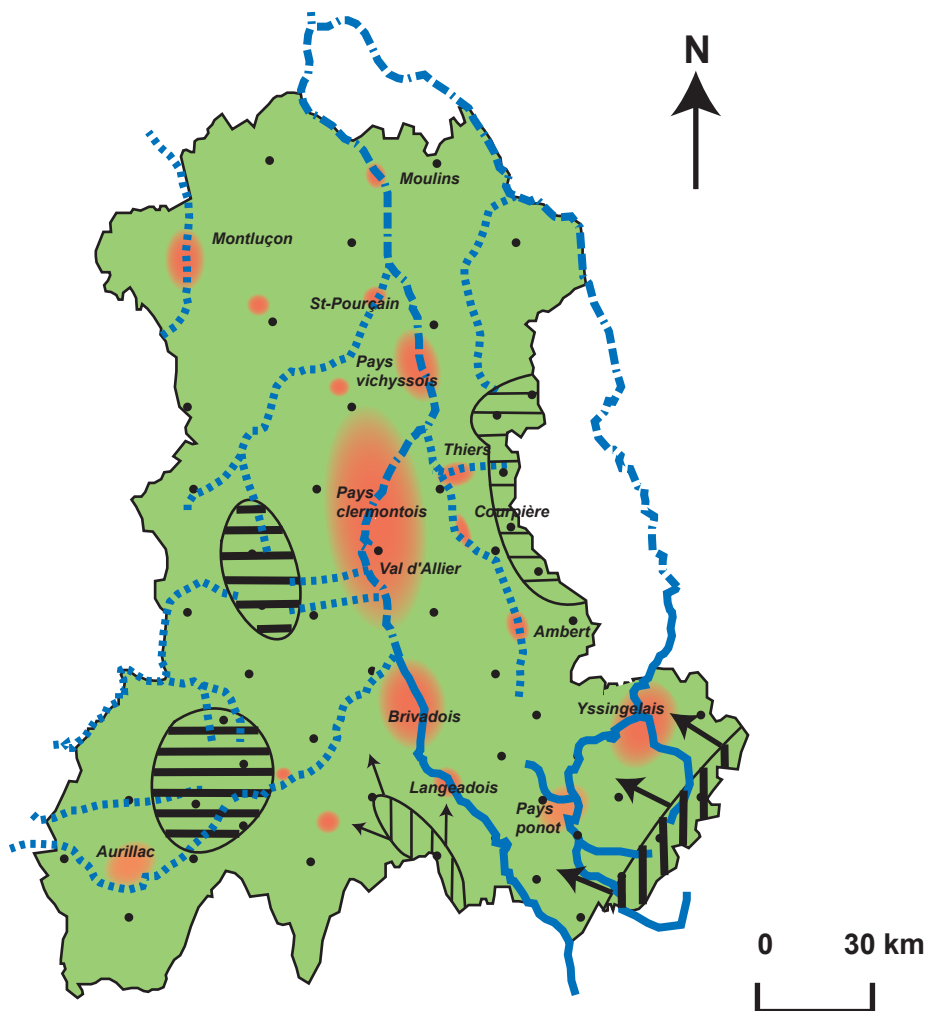 N
Moulins
Montluçon
St-Pourçain
Pays
vichyssois
Thiers
Pays
clermontois
Courpière
Val d'Allier
Ambert
Brivadois
Yssingelais
Langeadois
Pays
ponot
Aurillac
0 30 km